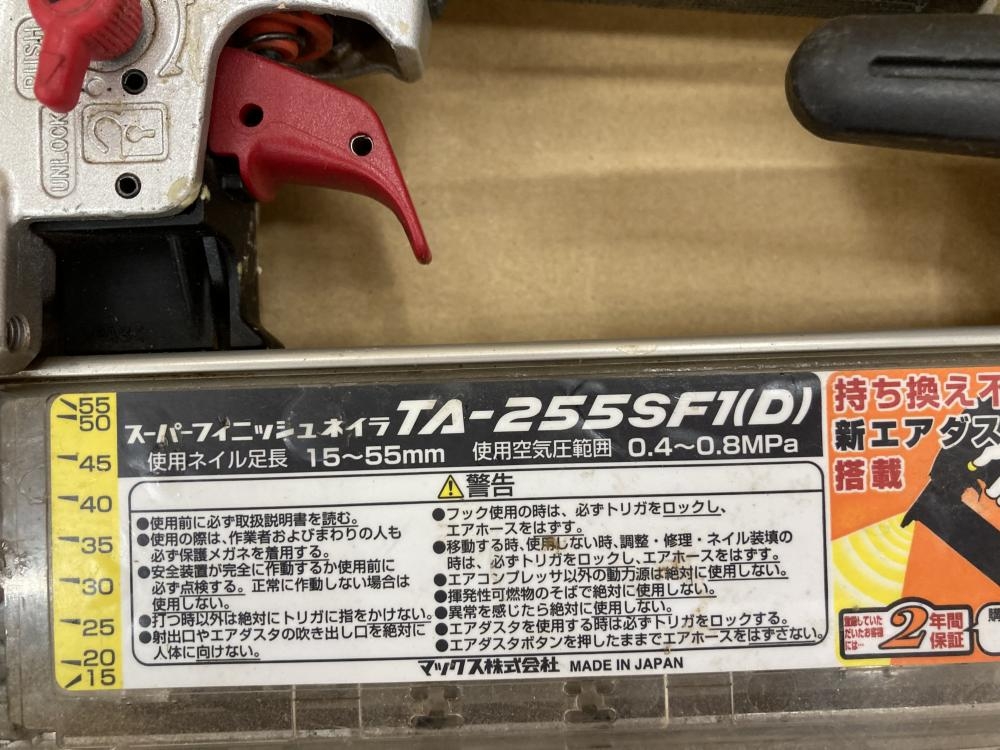 PUSH
UNLOCK
スーパーフィニッシュネイラ TA-255SF1(D)
使用ネイル足長 15～55mm 使用空気圧範囲 0.4～0.8MPa
55
50
45
40
35
30
25
20
15
警告
●使用前に必ず取扱説明書を読む。
●使用の際は、作業者およびまわりの人も
必ず保護メガネを着用する。
●安全装置が完全に作動するか使用前に
必ず点検する。正常に作動しない場合は
使用しない。
●打つ時以外は絶対にトリガに指をかけない。
●射出口やエアダスタの吹き出し口を絶対に
人体に向けない。
●フック使用の時は、必ずトリガをロックし、
エアホースをはずす。
●移動する時、使用しない時、調整・修理・ネイル装填の
時は、必ずトリガをロックし、エアホースをはずす。
●エアコンプレッサ以外の動力源は絶対に使用しない。
●揮発性可燃物のそばで絶対に使用しない。
●異常を感じたら絶対に使用しない。
●エアダスタを使用する時は必ずトリガをロックする。
●エアダスタボタンを押したままでエアホースをはずさない。
マックス株式会社 MADE IN JAPAN
持ち換え不
新エアダス
搭載
登録していた
だいたお客様
には…
2年間
保証
購